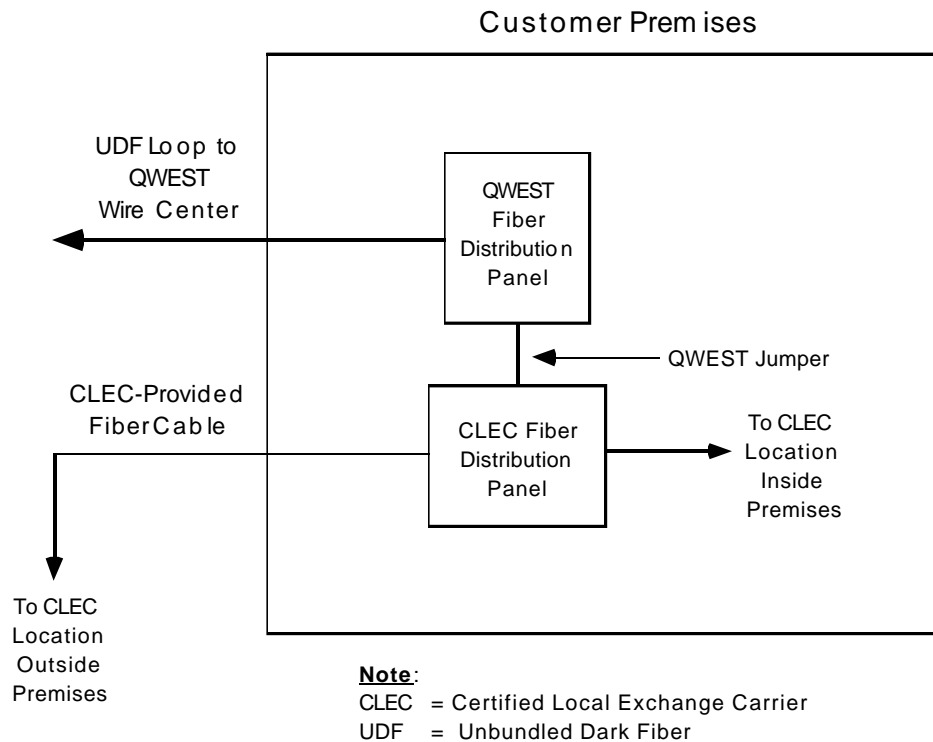 Customer Premises
UDF Loop to
QWEST
Wire Center
QWEST
Fiber
Distribution
Panel
QWEST Jumper
CLEC-Provided
Fiber Cable
CLEC Fiber
Distribution
Panel
To CLEC
Location
Inside
Premises
To CLEC
Location
Outside
Premises
Note:
CLEC = Certified Local Exchange Carrier
UDF = Unbundled Dark Fiber